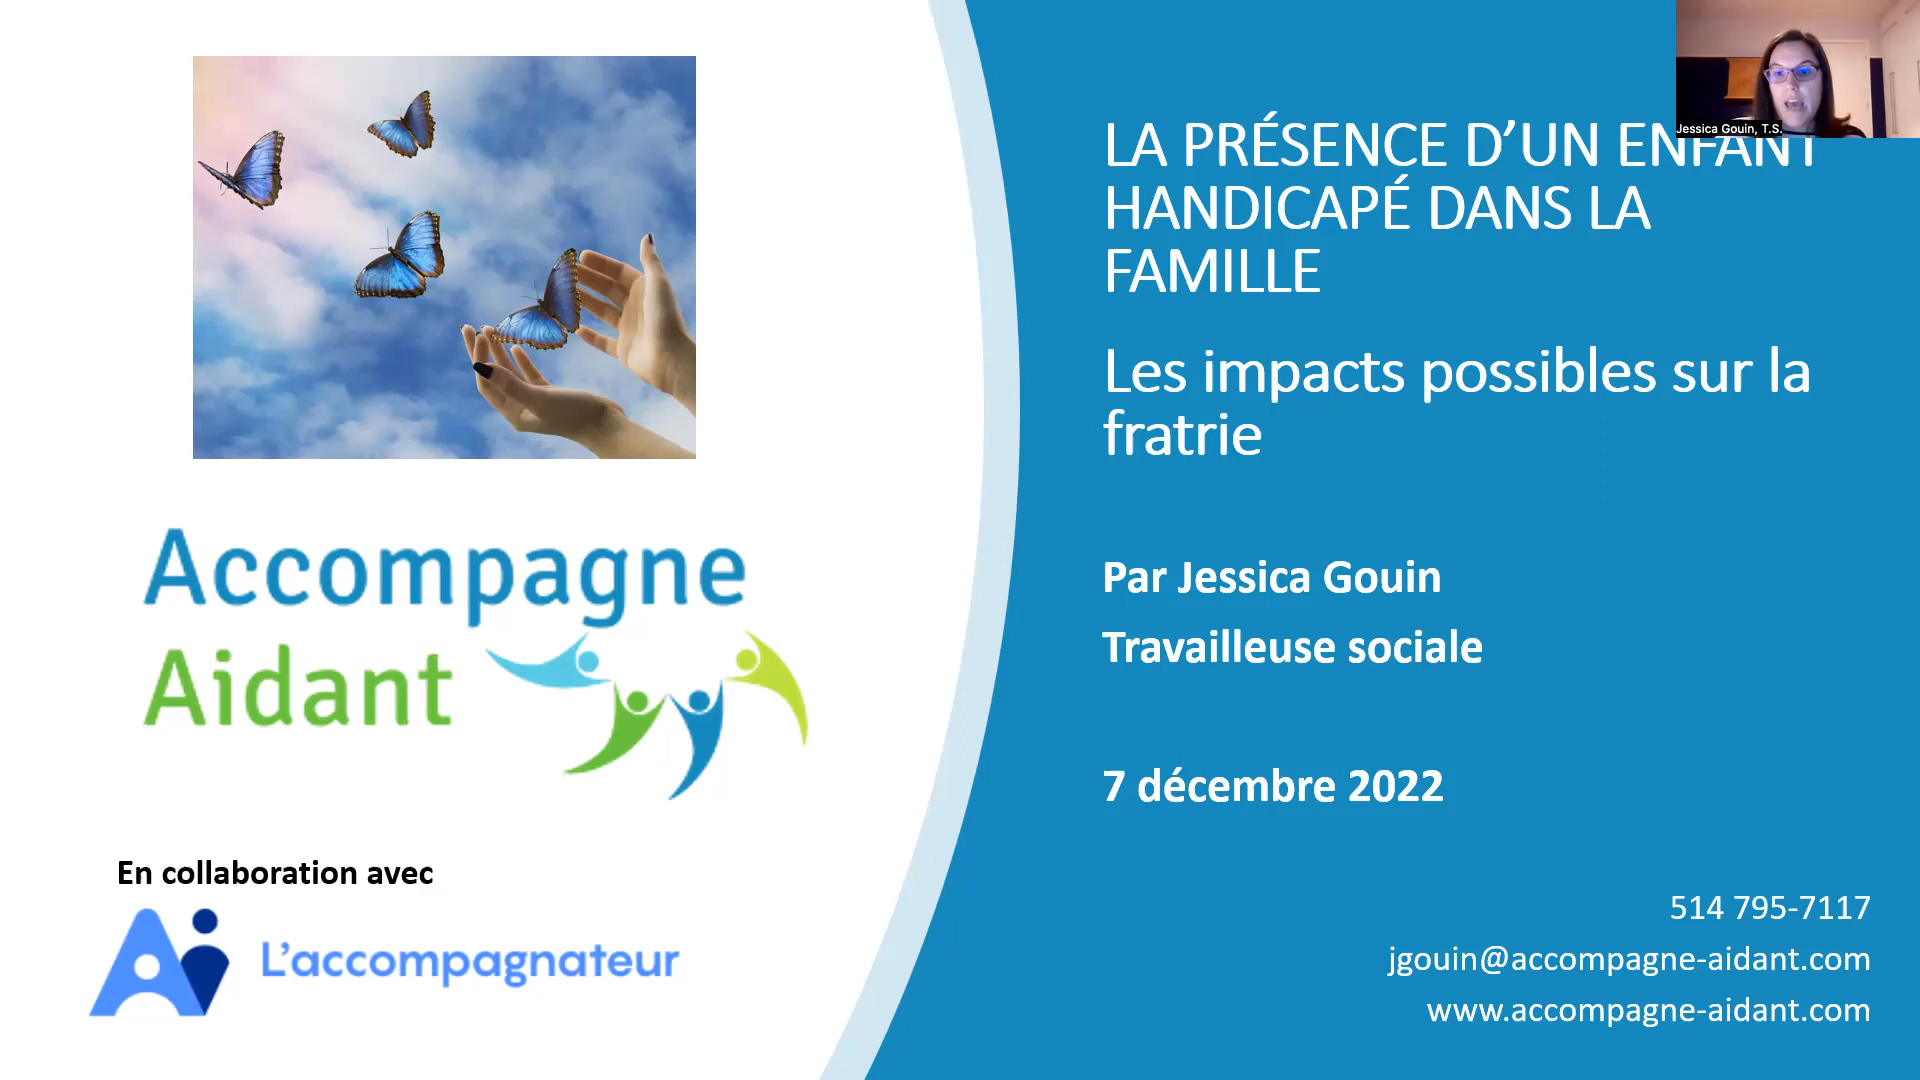 Jessica Gouin, T.S.
LA PRÉSENCE D’UN ENFANT
HANDICAPÉ DANS LA
FAMILLE
Les impacts possibles sur la
fratrie
Par Jessica Gouin
Travailleuse sociale
7 décembre 2022
514 795-7117
jgouin@accompagne-aidant.com
www.accompagne-aidant.com
Accompagne
Aidant
En collaboration avec
L’accompagnateur